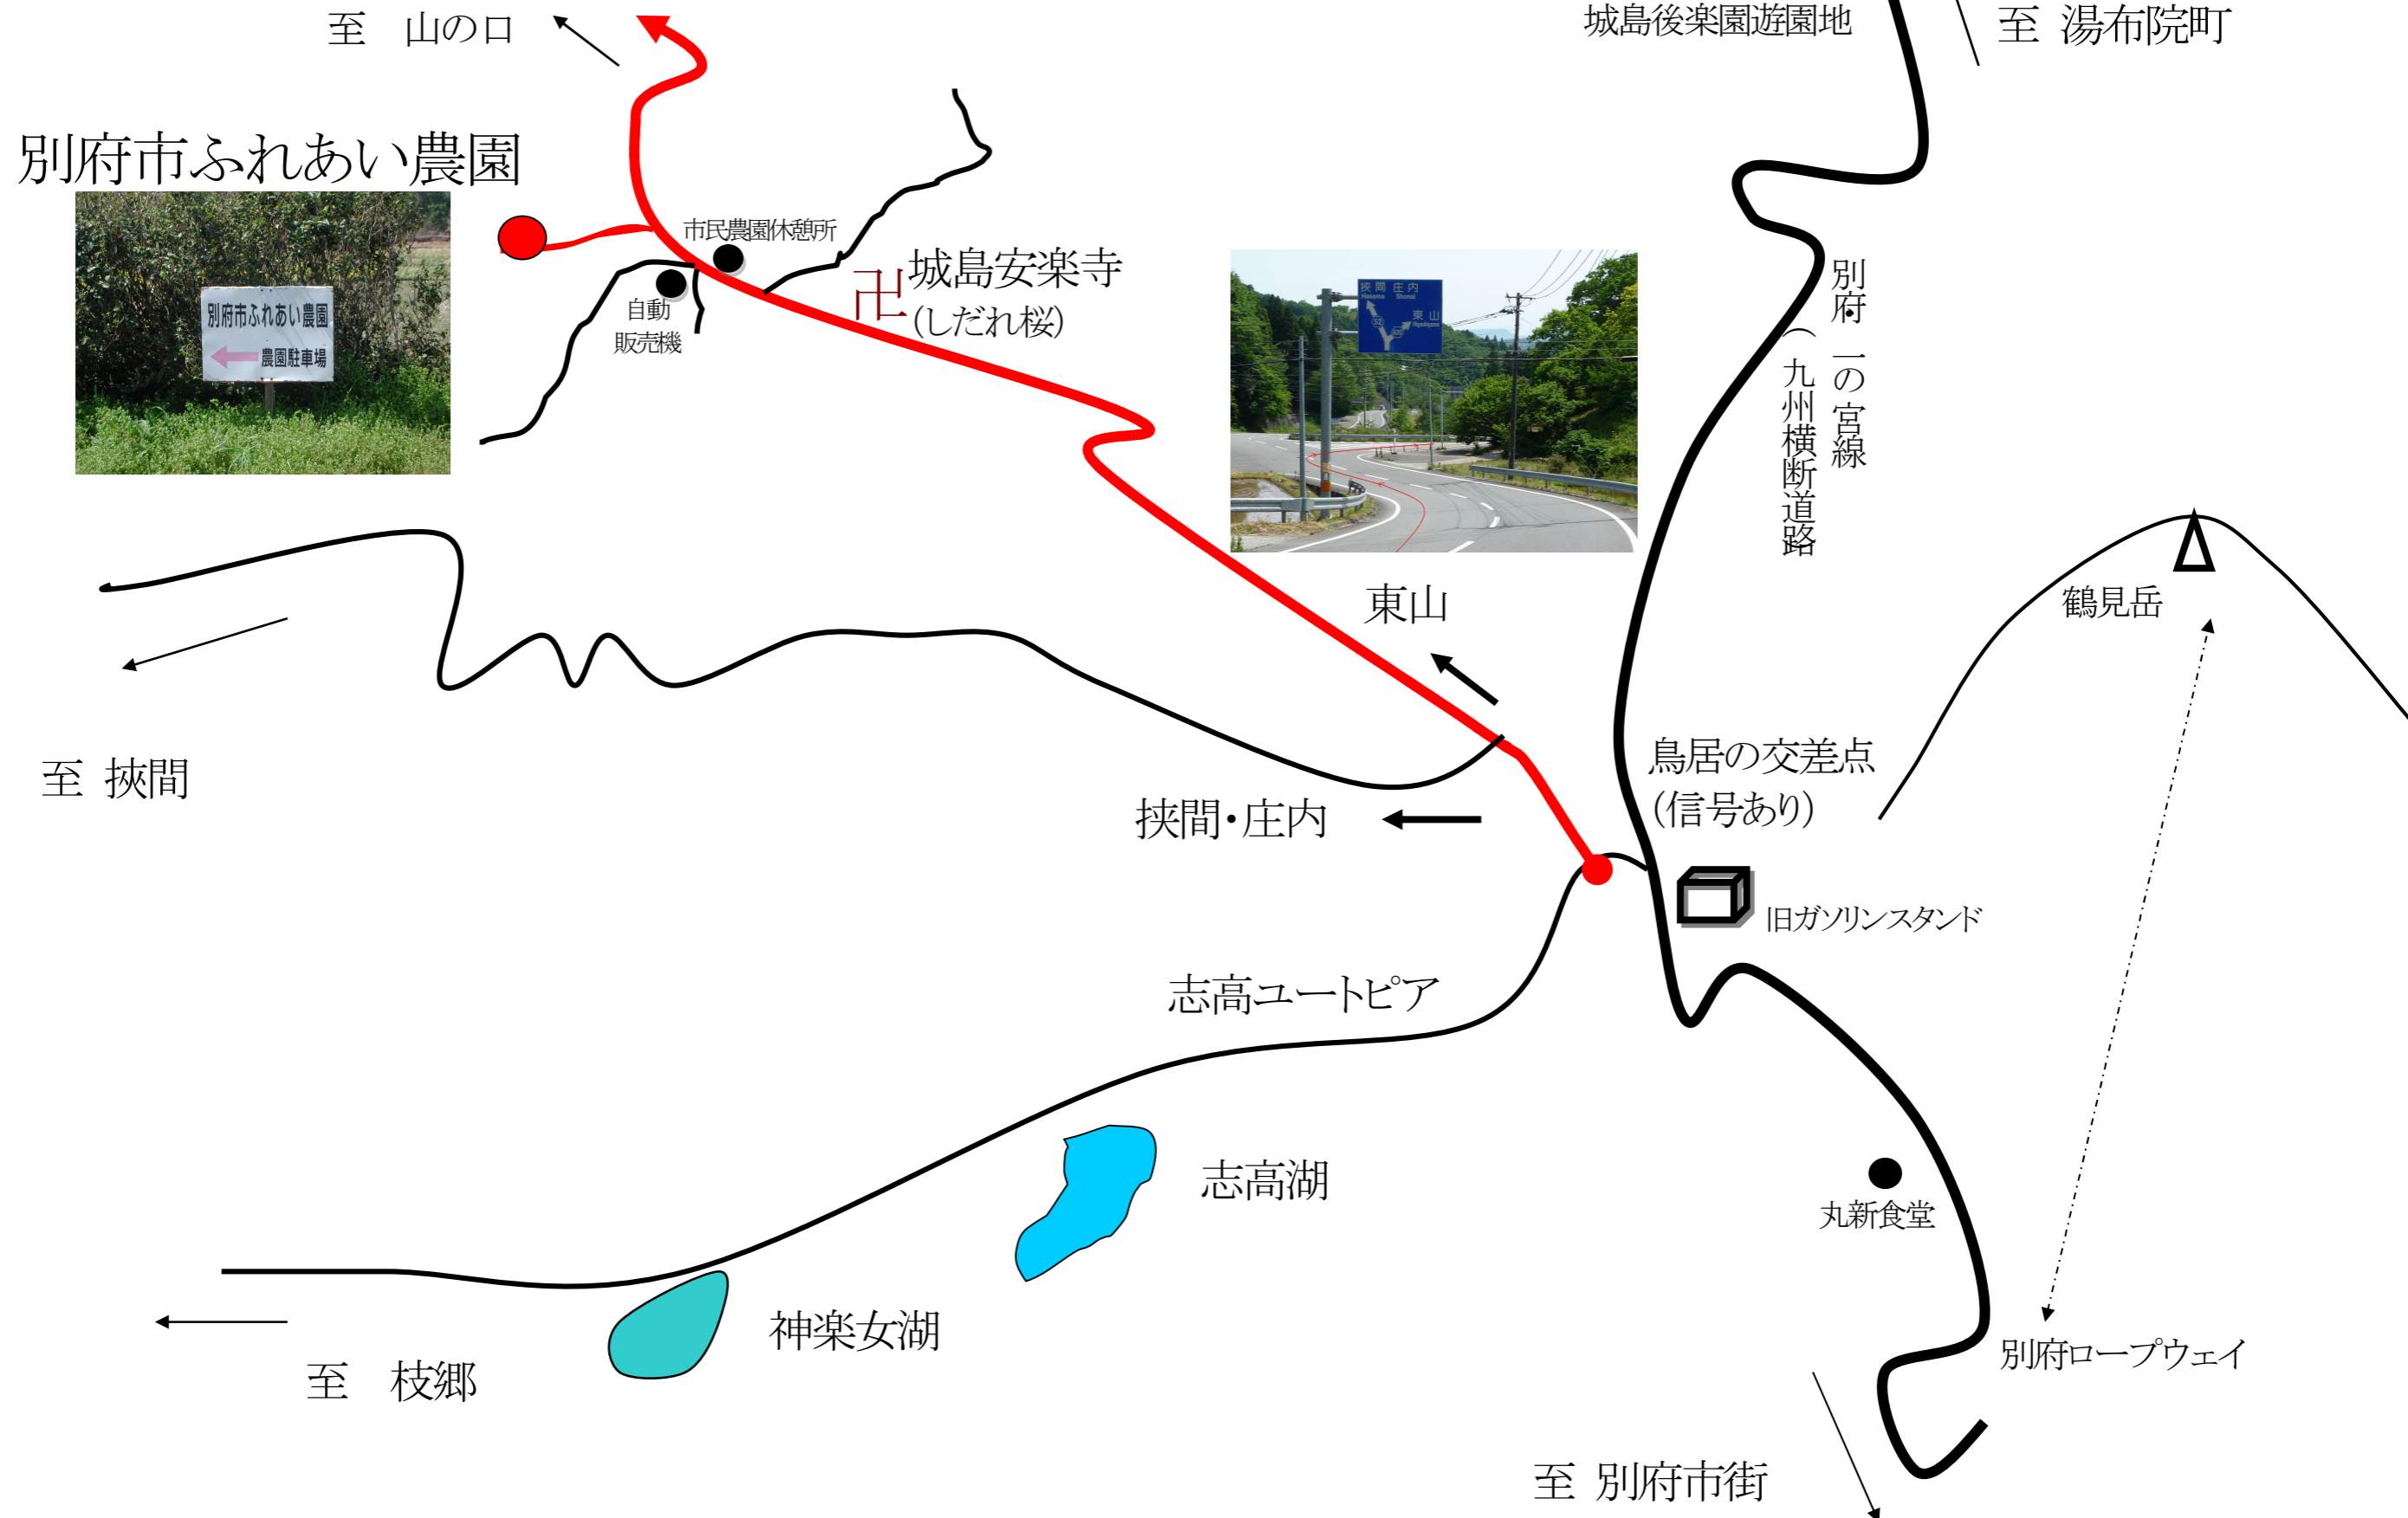 至 山の口
城島後楽園遊園地
至 湯布院町
別府市ふれあい農園
別府市ふれあい農園
農園駐車場
市民農園休憩所
自動
販売機
卍
城島安楽寺
(しだれ桜)
挾間 庄内
Hasama Shonai
東山
Higashiyama
別府・一の宮線
(九州横断道路)
東山
鶴見岳
至 挾間
鳥居の交差点
(信号あり)
挟間・庄内
旧ガソリンスタンド
志高ユートピア
志高湖
丸新食堂
神楽女湖
別府ロープウェイ
至 枝郷
至 別府市街